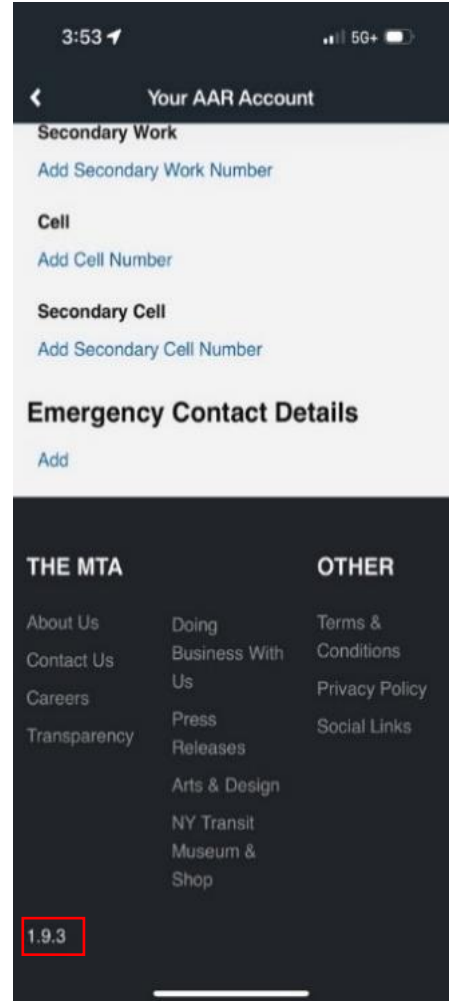 3:53
5G+
Your AAR Account
Secondary Work
Add Secondary Work Number
Cell
Add Cell Number
Secondary Cell
Add Secondary Cell Number
Emergency Contact Details
Add
THE MTA
About Us
Contact Us
Careers
Transparency
Doing
Business With
Us
Press
Releases
Arts & Design
NY Transit
Museum &
Shop
OTHER
Terms &
Conditions
Privacy Policy
Social Links
1.9.3